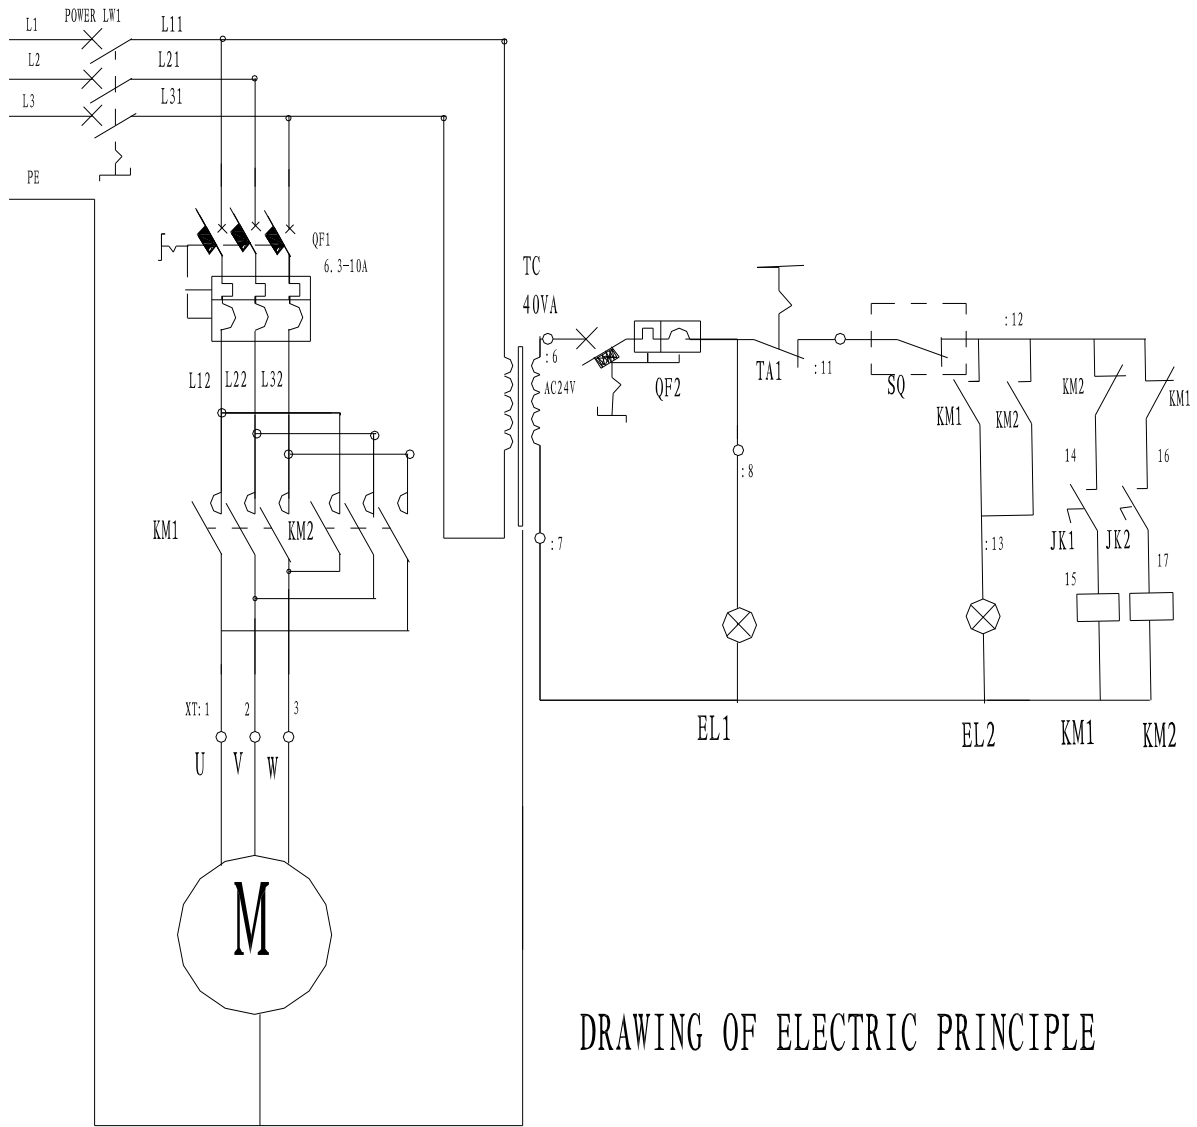 POWER LW1
L1
L11
L2
L21
L3
L31
PE
QF1
6.3-10A
TC
40VA
:6
AC24V
QF2
TA1
:11
SQ
:12
KM1
KM2
KM2
KM1
L12
L22
L32
:8
14
16
KM1
KM2
:7
:13
JK1
JK2
15
17
XT:1
2
3
EL1
EL2
KM1
KM2
U
V
W
M
DRAWING OF ELECTRIC PRINCIPLE